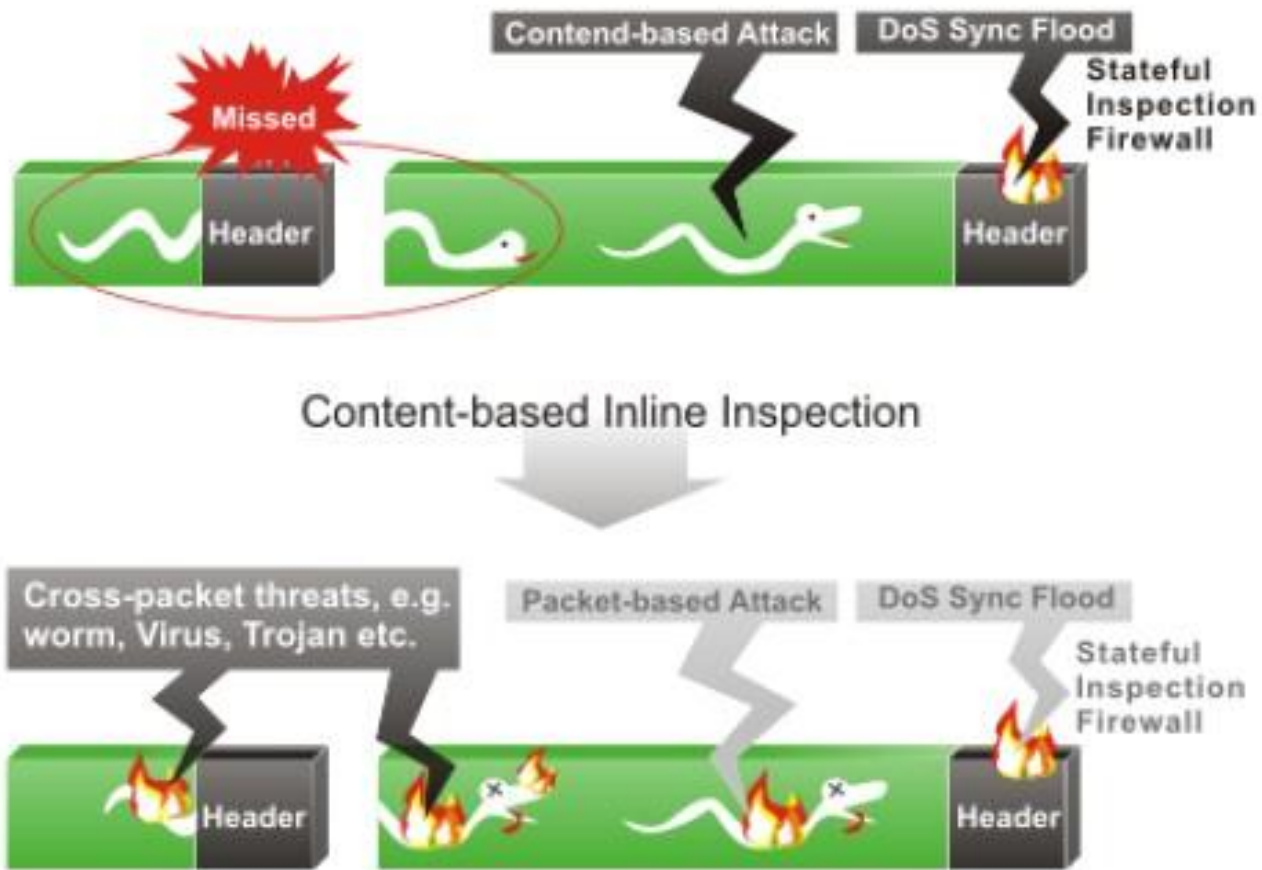 Contend-based Attack
DoS Sync Flood
Stateful
Inspection
Firewall
Missed
Header
Header
Content-based Inline Inspection
Cross-packet threats, e.g.
worm, Virus, Trojan etc.
Packet-based Attack
DoS Sync Flood
Stateful
Inspection
Firewall
Header
Header